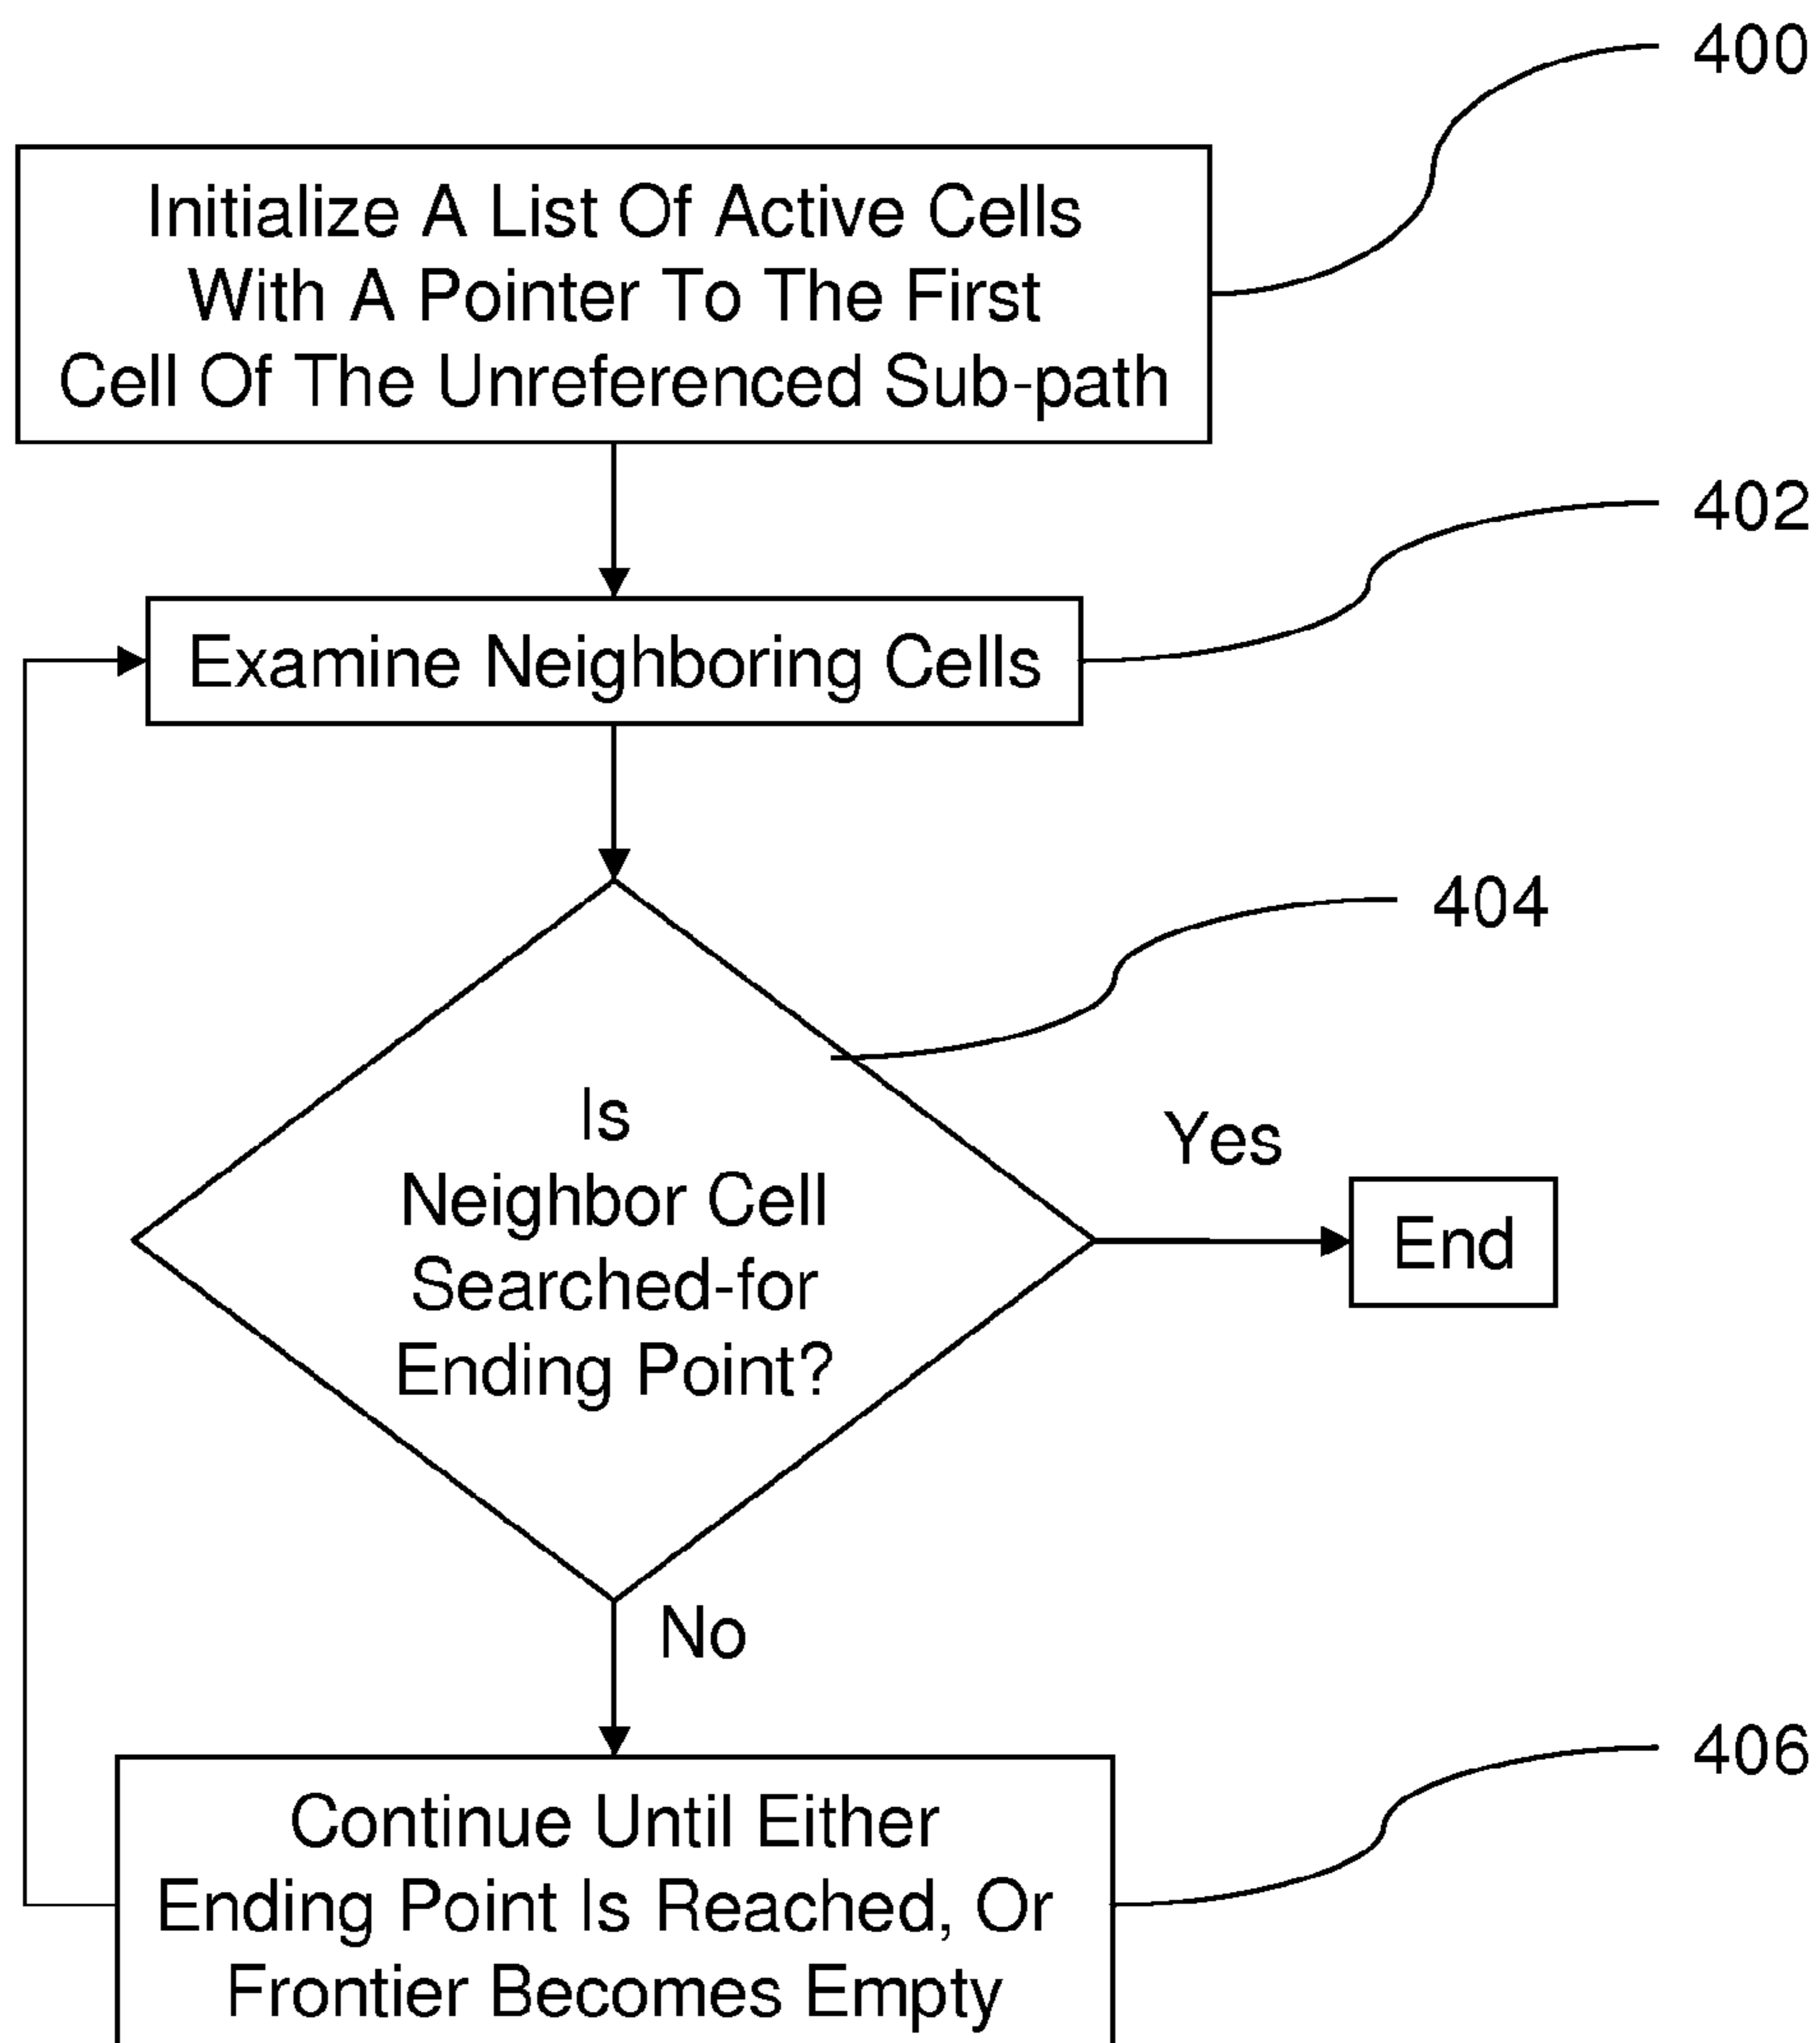 400
Initialize A List Of Active Cells
With A Pointer To The First
Cell Of The Unreferenced Sub-path
402
Examine Neighboring Cells
404
Is
Neighbor Cell
Searched-for
Ending Point?
Yes
End
No
406
Continue Until Either
Ending Point Is Reached, Or
Frontier Becomes Empty